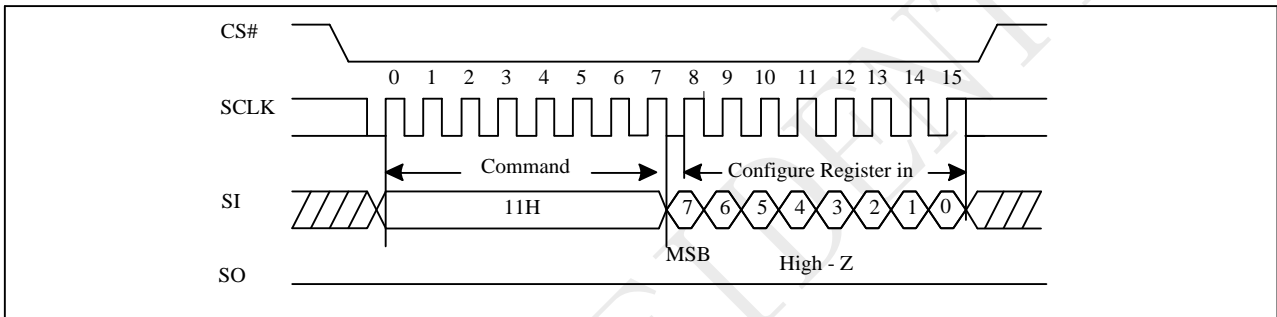 CS#
0 1 2 3 4 5 6 7 8 9 10 11 12 13 14 15
SCLK
Command Configure Register in
SI 11H 7 6 5 4 3 2 1 0
MSB High - Z
SO